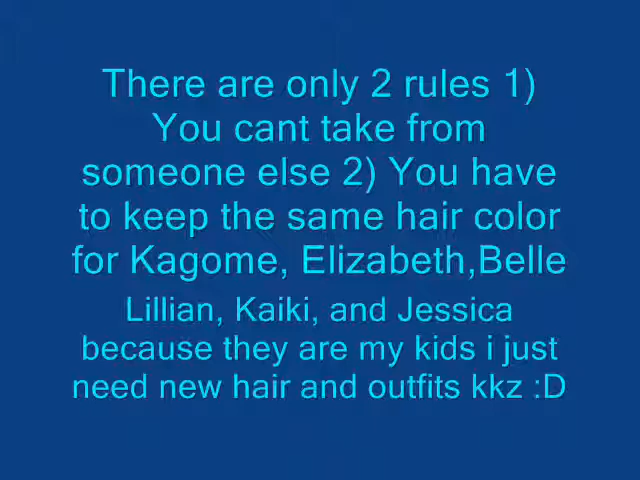 There are only 2 rules 1)
You cant take from
someone else 2) You have
to keep the same hair color
for Kagome, Elizabeth,Belle
Lillian, Kaiki, and Jessica
because they are my kids i just
need new hair and outfits kkz :D